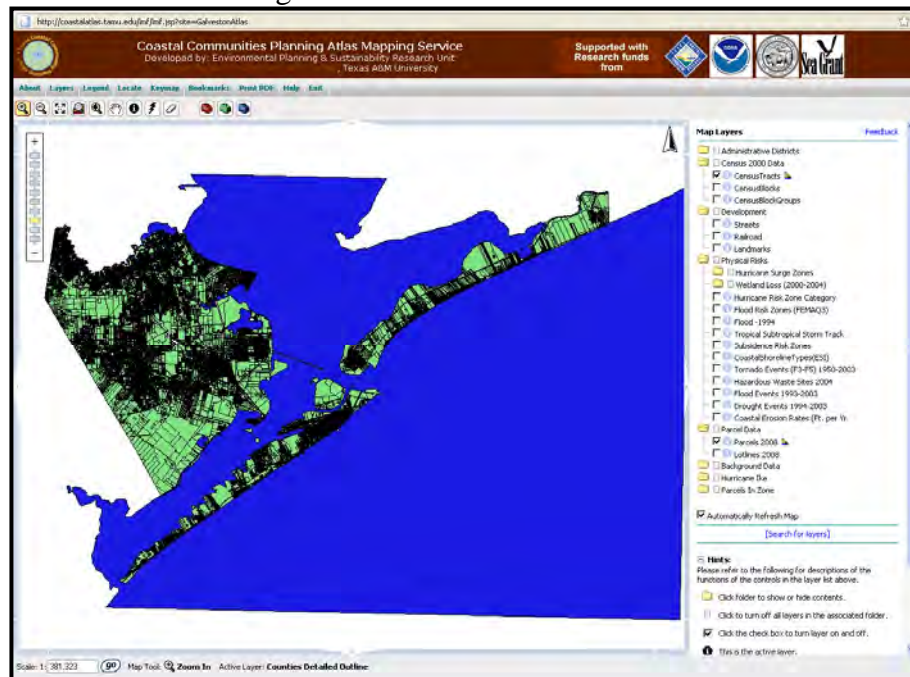 http://coastalatlas.tamu.edu/imf/imf.jsp?site=GalvestonAtlas
Coastal Communities Planning Atlas Mapping Service
Developed by: Environmental Planning & Sustainability Research Unit
, Texas A&M University
Supported with
Research funds
from
NOAA
Sea Grant
About Layers Legend Locate Keymap Bookmarks Print PDF Help Exit
Map Layers Feedback
Administrative Districts
Census 2000 Data
CensusTracts
CensusBlocks
CensusBlockGroups
Development
Streets
Railroad
Landmarks
Physical Risks
Hurricane Surge Zones
Wetland Loss (2000-2004)
Hurricane Risk Zone Category
Flood Risk Zones (FEMAQ3)
Flood -1994
Tropical Subtropical Storm Track
Subsidence Risk Zones
CoastalShorelineTypes(ESI)
Tornado Events (F3-F5) 1950-2003
Hazardous Waste Sites 2004
Flood Events 1993-2003
Drought Events 1994-2003
Coastal Erosion Rates (Ft. per Yr.
Parcel Data
Parcels 2008
Lotlines 2008
Background Data
Hurricane Ike
Parcels In Zone
Automatically Refresh Map
[Search for layers]
Hints:
Please refer to the following for descriptions of the
functions of the controls in the layer list above.
Click folder to show or hide contents.
Click to turn off all layers in the associated folder.
Click the check box to turn layer on and off.
This is the active layer.
Scale: 1: 381,323 go Map Tool: Zoom In Active Layer: Counties Detailed Outline